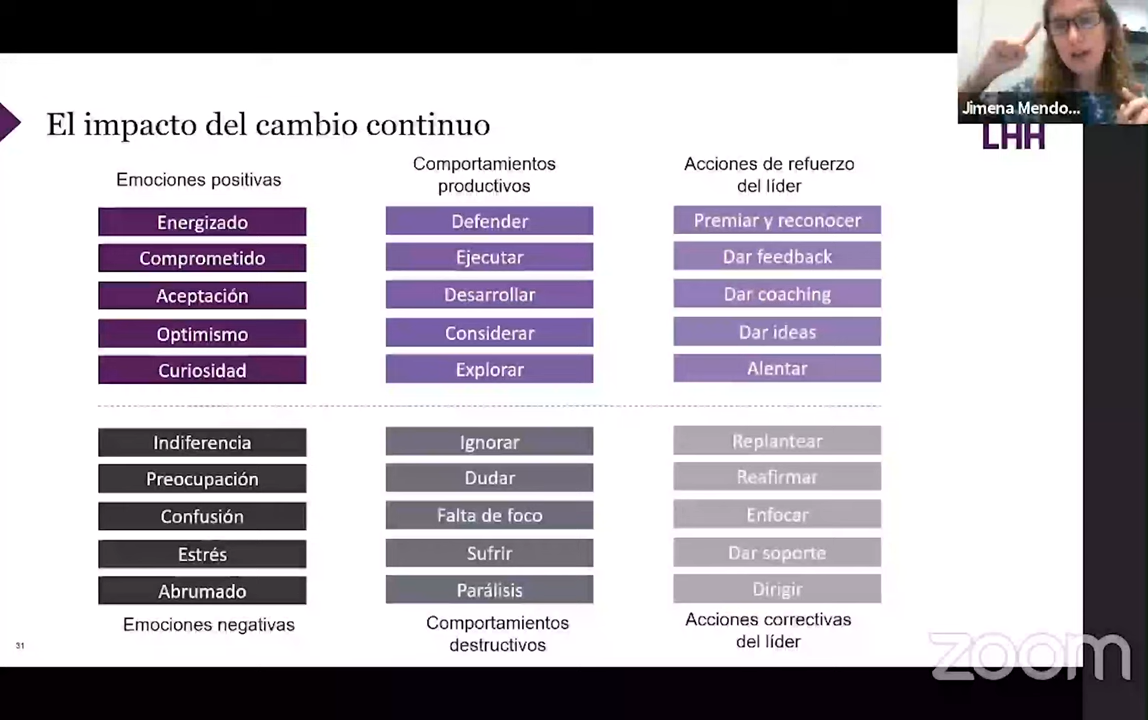 Jimena Mendo...
LHH
El impacto del cambio continuo
Emociones positivas
Comportamientos
productivos
Acciones de refuerzo
del líder
Energizado
Defender
Premiar y reconocer
Comprometido
Ejecutar
Dar feedback
Aceptación
Desarrollar
Dar coaching
Optimismo
Considerar
Dar ideas
Curiosidad
Explorar
Alentar
Indiferencia
Ignorar
Replantear
Preocupación
Dudar
Reafirmar
Confusión
Falta de foco
Enfocar
Estrés
Sufrir
Dar soporte
Abrumado
Parálisis
Dirigir
Emociones negativas
Comportamientos
destructivos
Acciones correctivas
del líder
31
zoom